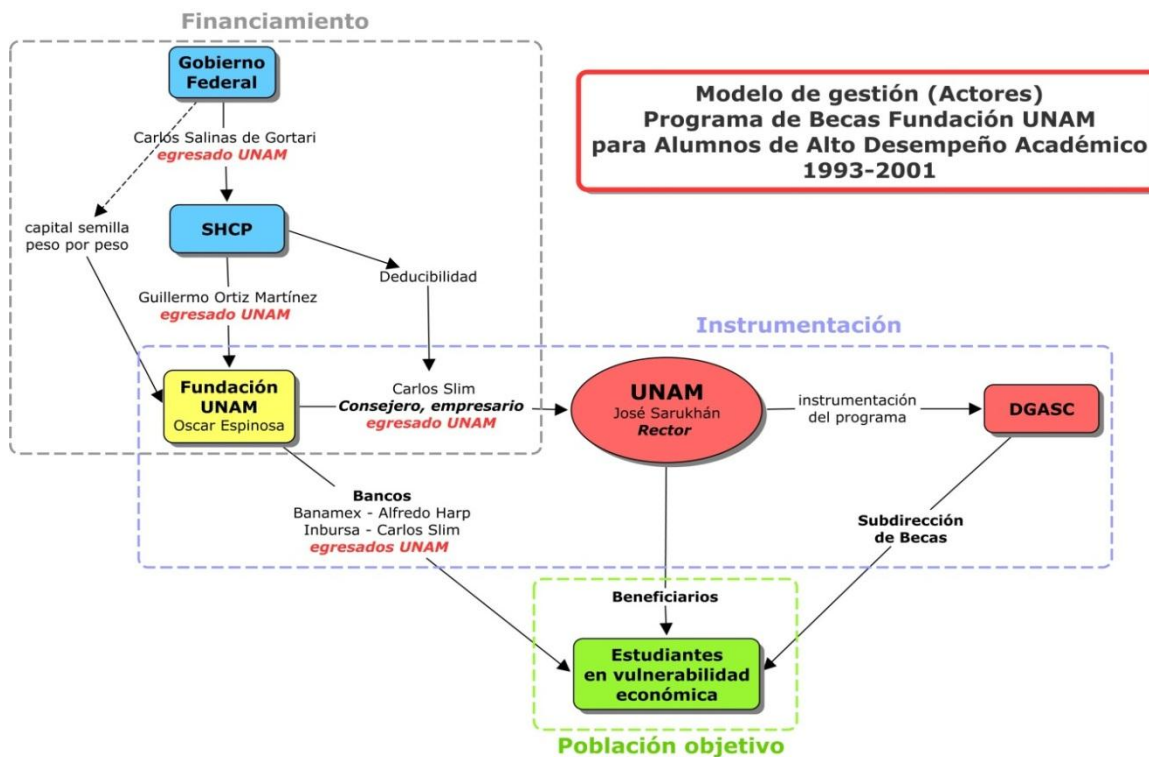 Financiamiento
Gobierno
Federal
Modelo de gestión (Actores)
Programa de Becas Fundación UNAM
para Alumnos de Alto Desempeño Académico
1993-2001
Carlos Salinas de Gortari
egresado UNAM
capital semilla
peso por peso
SHCP
Deducibilidad
Guillermo Ortiz Martínez
egresado UNAM
Instrumentación
Fundación
UNAM
Oscar Espinosa
Carlos Slim
Consejero, empresario
egresado UNAM
UNAM
José Sarukhán
Rector
instrumentación
del programa
DGASC
Bancos
Banamex - Alfredo Harp
Inbursa - Carlos Slim
egresados UNAM
Subdirección
de Becas
Beneficiarios
Estudiantes
en vulnerabilidad
económica
Población objetivo